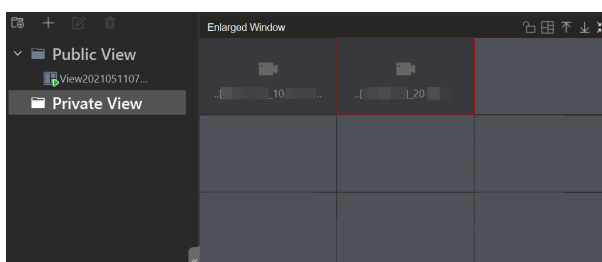 Enlarged Window
Public View
View2021051107...
Private View
..[ _10 ..
..[ ]_20